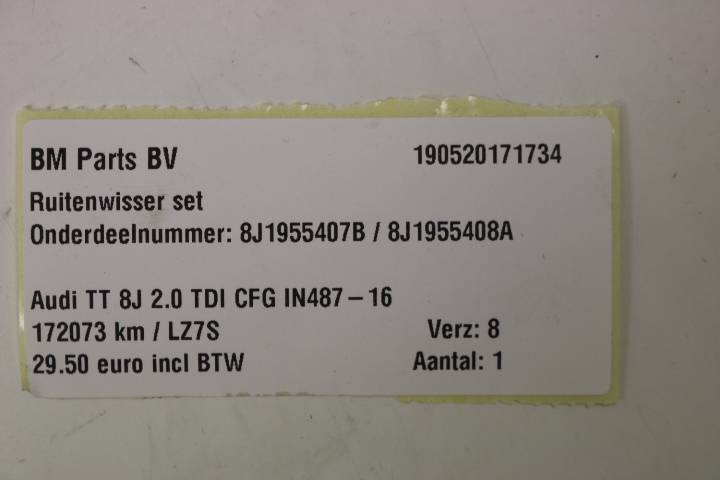 BM Parts BV 190520171734
Ruitenwisser set
Onderdeelnummer: 8J1955407B / 8J1955408A
Audi TT 8J 2.0 TDI CFG IN487-16
172073 km / LZ7S Verz: 8
29.50 euro incl BTW Aantal: 1